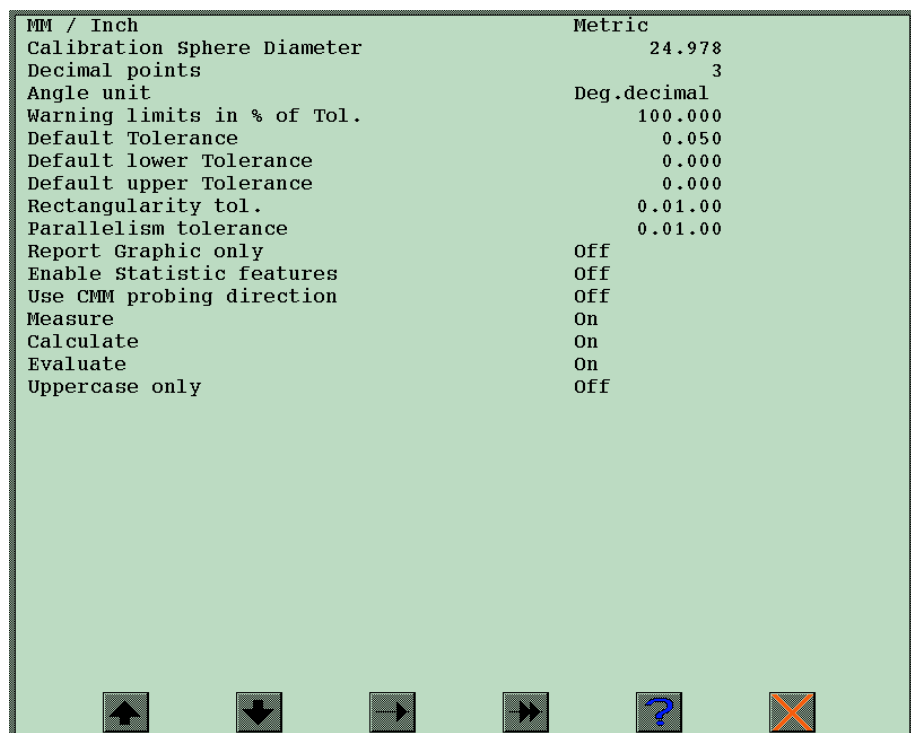 MM / Inch Metric
Calibration Sphere Diameter 24.978
Decimal points 3
Angle unit Deg.decimal
Warning limits in % of Tol. 100.000
Default Tolerance 0.050
Default lower Tolerance 0.000
Default upper Tolerance 0.000
Rectangularity tol. 0.01.00
Parallelism tolerance 0.01.00
Report Graphic only Off
Enable Statistic features Off
Use CMM probing direction Off
Measure On
Calculate On
Evaluate On
Uppercase only Off
?